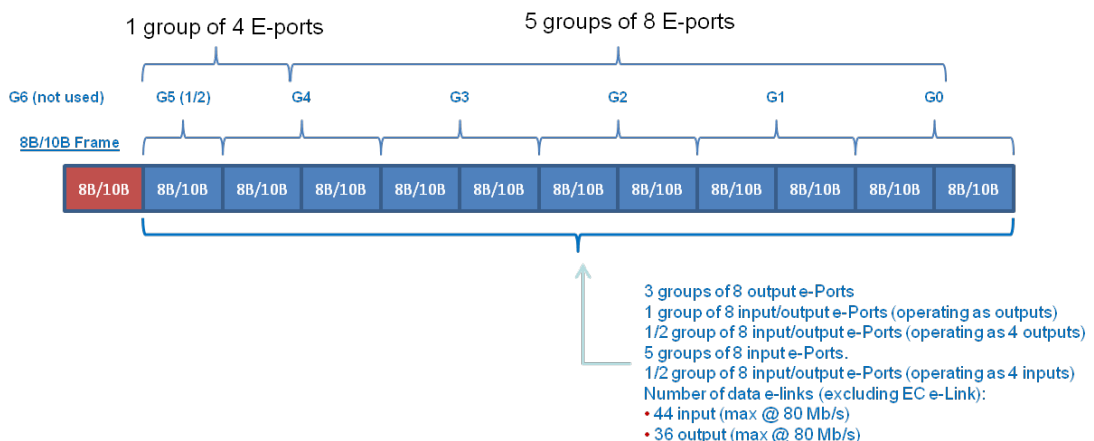 1 group of 4 E-ports
5 groups of 8 E-ports
G6 (not used)
G5 (1/2)
G4
G3
G2
G1
G0
8B/10B Frame
8B/10B
8B/10B
8B/10B
8B/10B
8B/10B
8B/10B
8B/10B
8B/10B
8B/10B
8B/10B
8B/10B
8B/10B
3 groups of 8 output e-Ports
1 group of 8 input/output e-Ports (operating as outputs)
1/2 group of 8 input/output e-Ports (operating as 4 outputs)
5 groups of 8 input e-Ports.
1/2 group of 8 input/output e-Ports (operating as 4 inputs)
Number of data e-links (excluding EC e-Link):
• 44 input (max @ 80 Mb/s)
• 36 output (max @ 80 Mb/s)